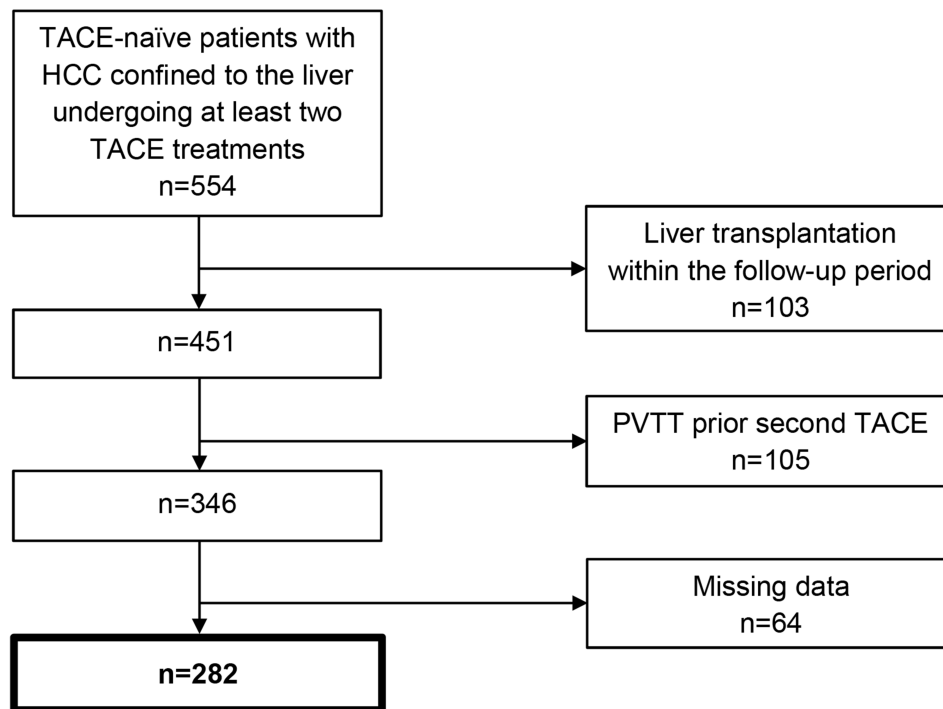 TACE-naïve patients with
HCC confined to the liver
undergoing at least two
TACE treatments
n=554
Liver transplantation
within the follow-up period
n=103
n=451
PVTT prior second TACE
n=105
n=346
Missing data
n=64
n=282